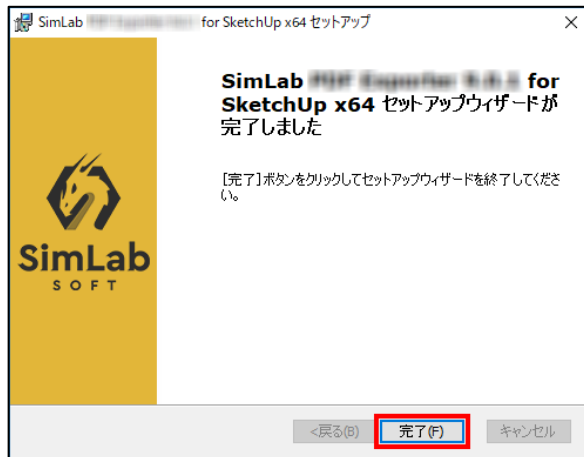 SimLab for SketchUp x64 セットアップ
SimLab for
SketchUp x64 セットアップウィザードが
完了しました
[完了]ボタンをクリックしてセットアップウィザードを終了してくださ
い。
SimLab
SOFT
<戻る(B)
完了(F)
キャンセル